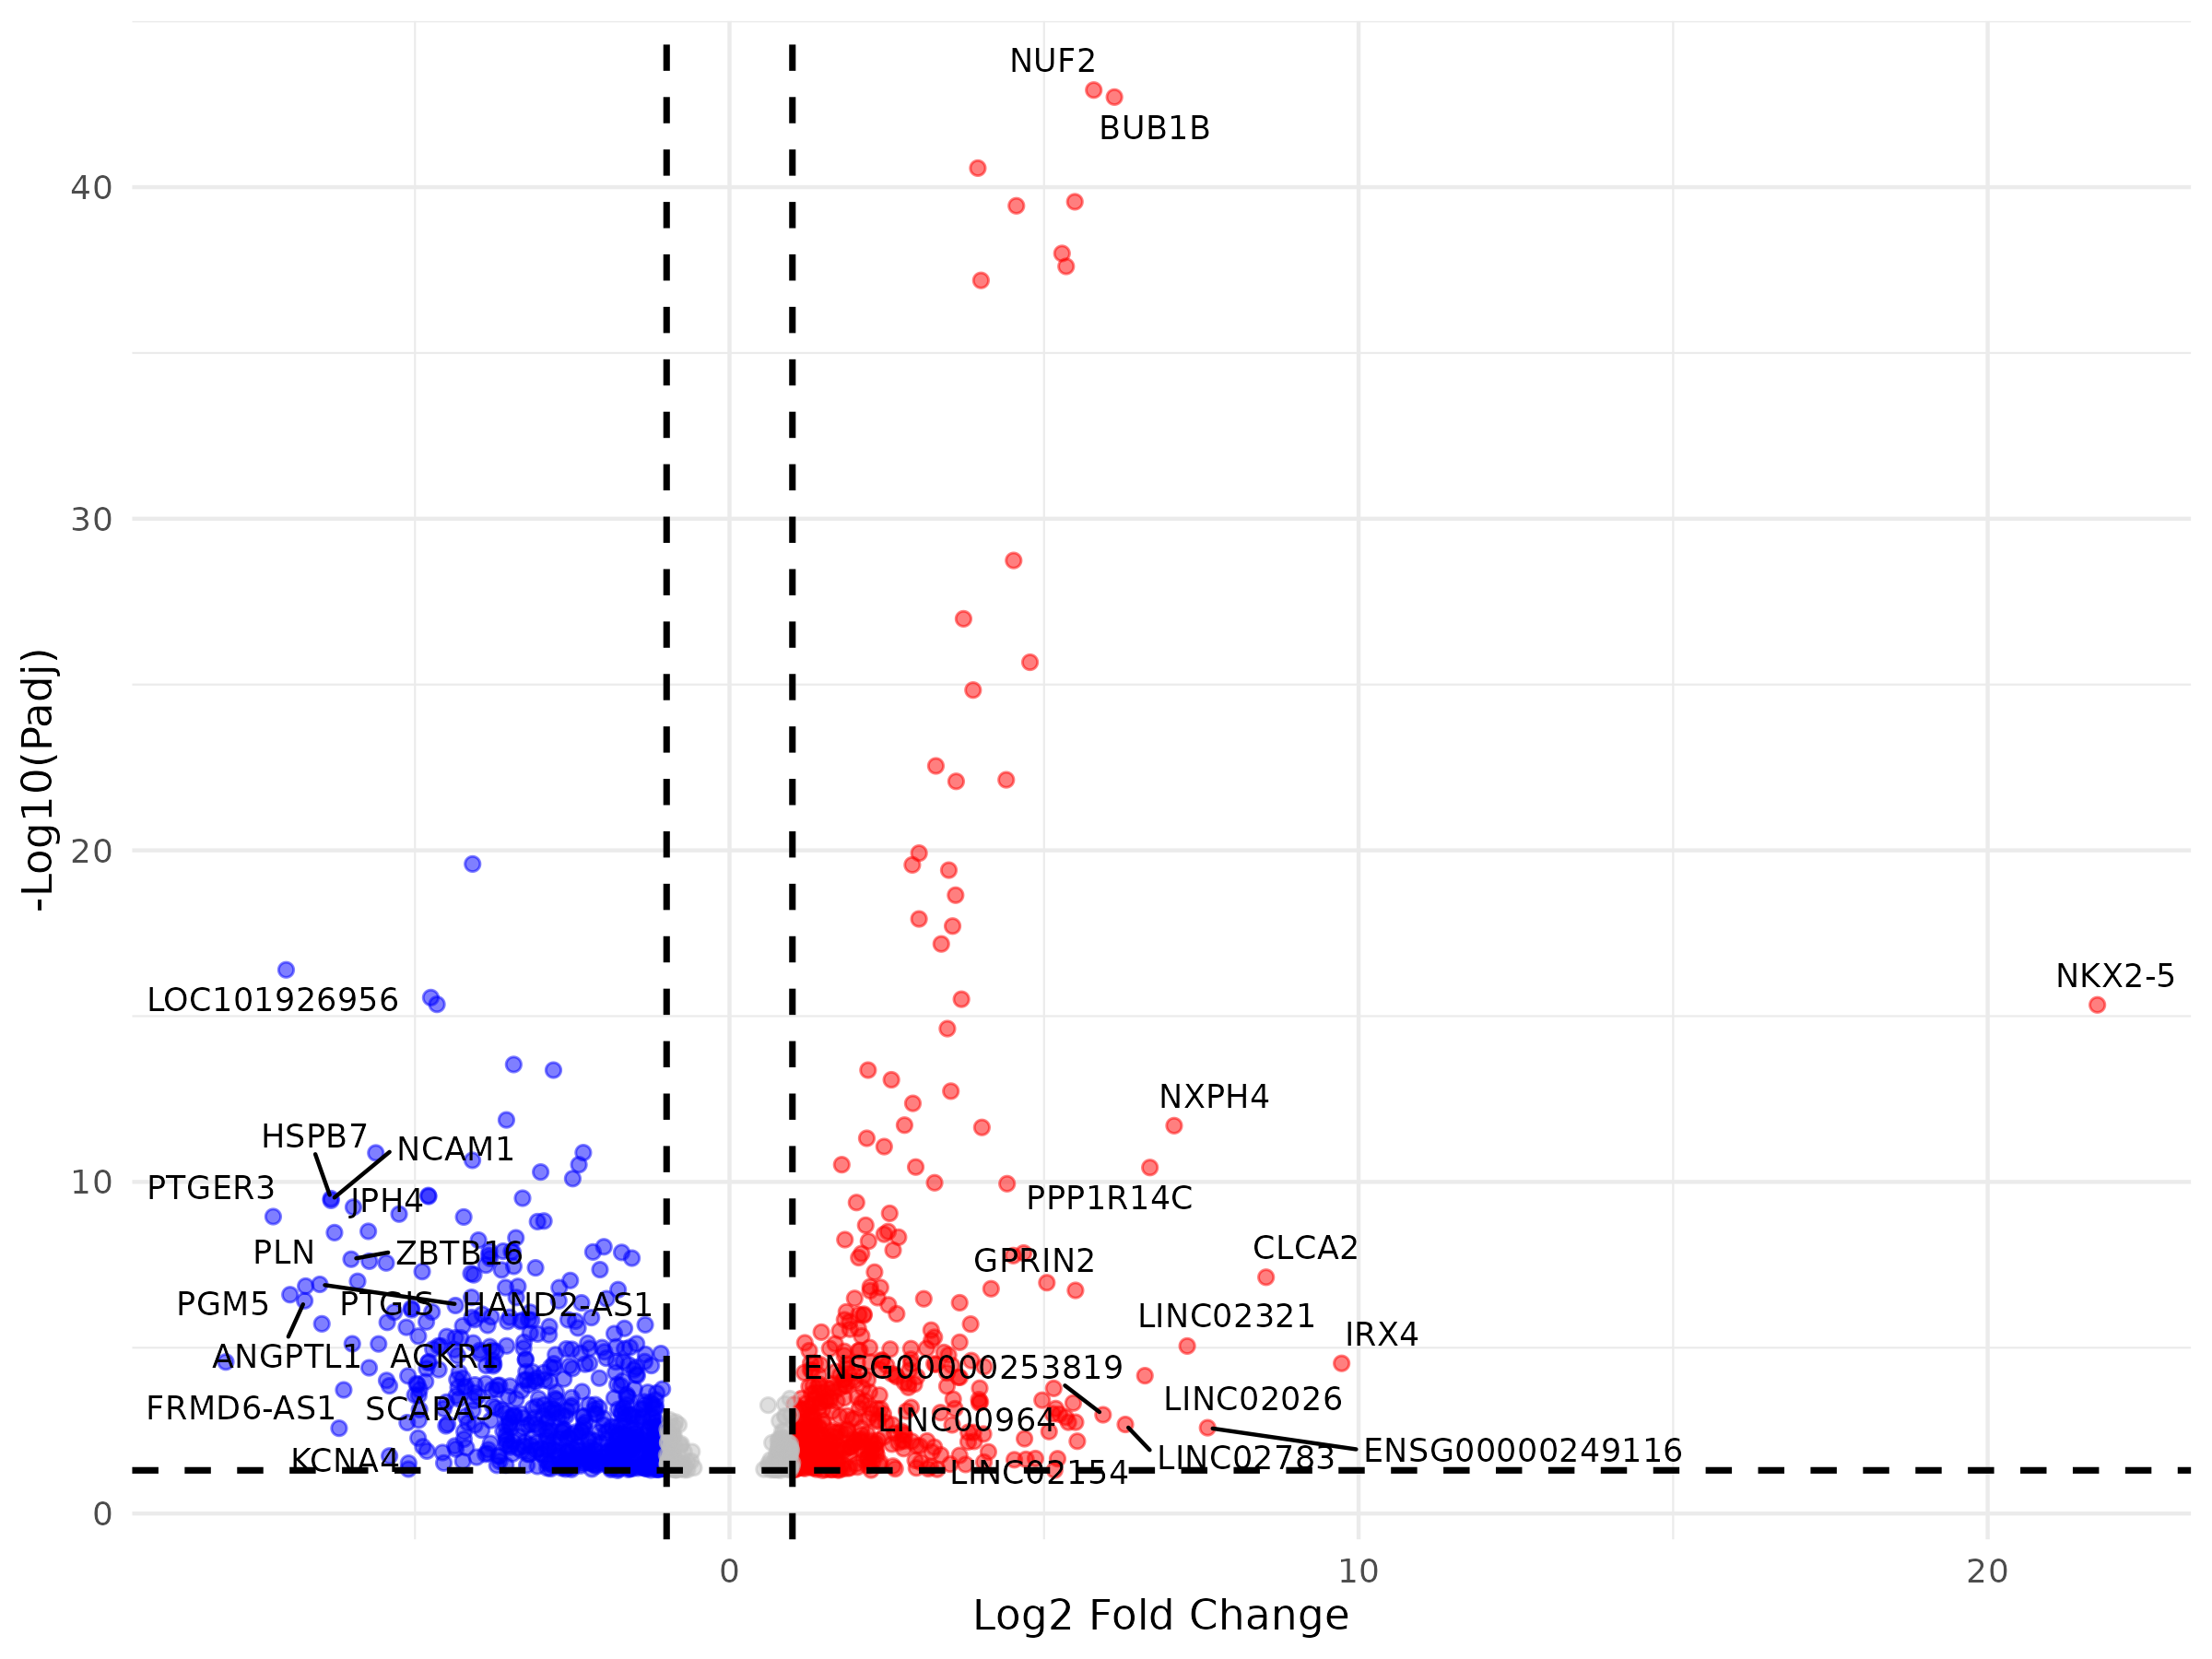 NUF2
BUB1B
40
30
-Log10(Padj)
20
NKX2-5
LOC101926956
NXPH4
HSPB7
NCAM1
10
PTGER3
JPH4
PPP1R14C
PLN
ZBTB16
GPRIN2
CLCA2
PGM5
PTGIS
HAND2-AS1
LINC02321
IRX4
ANGPTL1
ACKR1
ENSG00000253819
LINC02026
FRMD6-AS1
SCARA5
LINC00964
KCNA4
LINC02783
ENSG00000249116
LINC02154
0
0
10
20
Log2 Fold Change